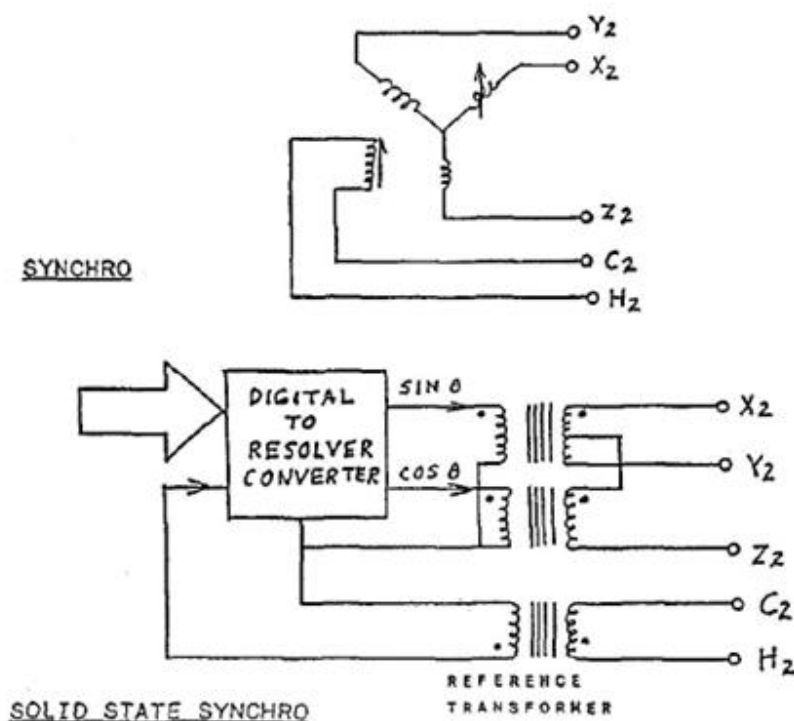 Y2
X2
Z2
C2
H2
SYNCHRO
DIGITAL
TO
RESOLVER
CONVERTER
SIN θ
COS θ
X2
Y2
Z2
C2
H2
REFERENCE
TRANSFORMER
SOLID STATE SYNCHRO